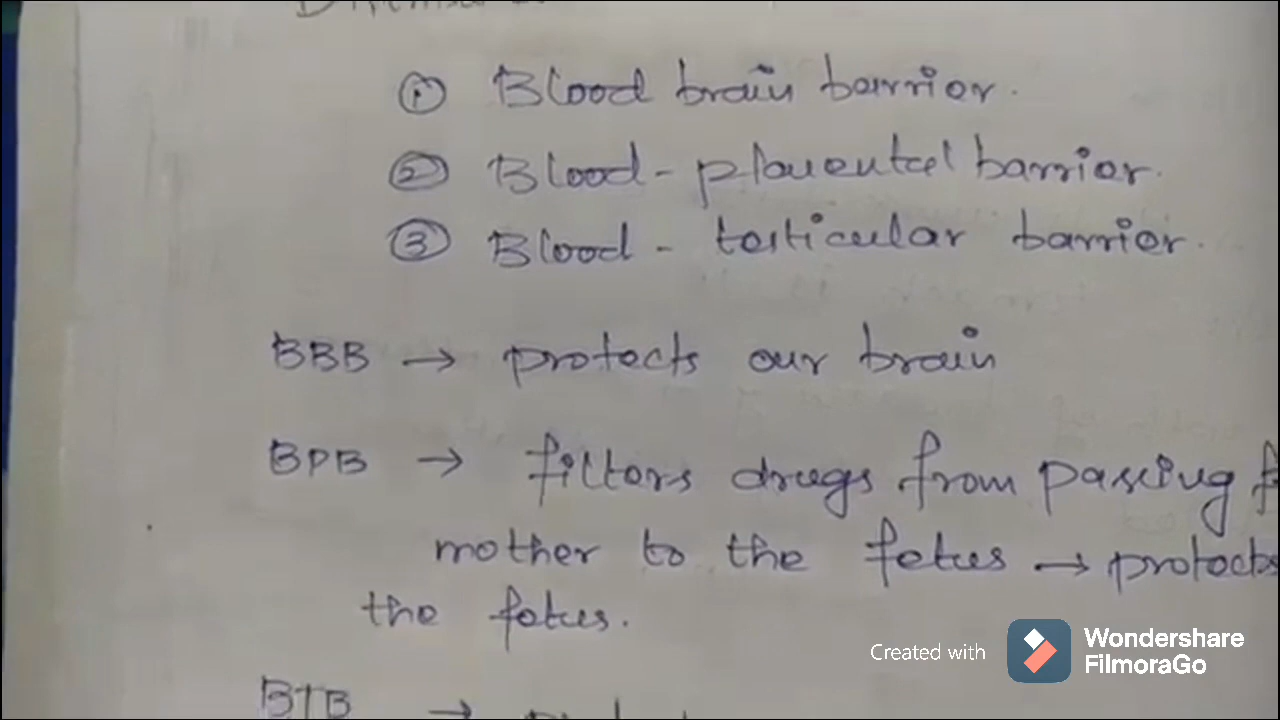 ① Blood brain barrier.
② Blood - placental barrier.
③ Blood - testicular barrier.
BBB → protects our brain
BPB → filters drugs from passing f
mother to the fetus → protects
the fetus.
BTB →
Created with Wondershare FilmoraGo